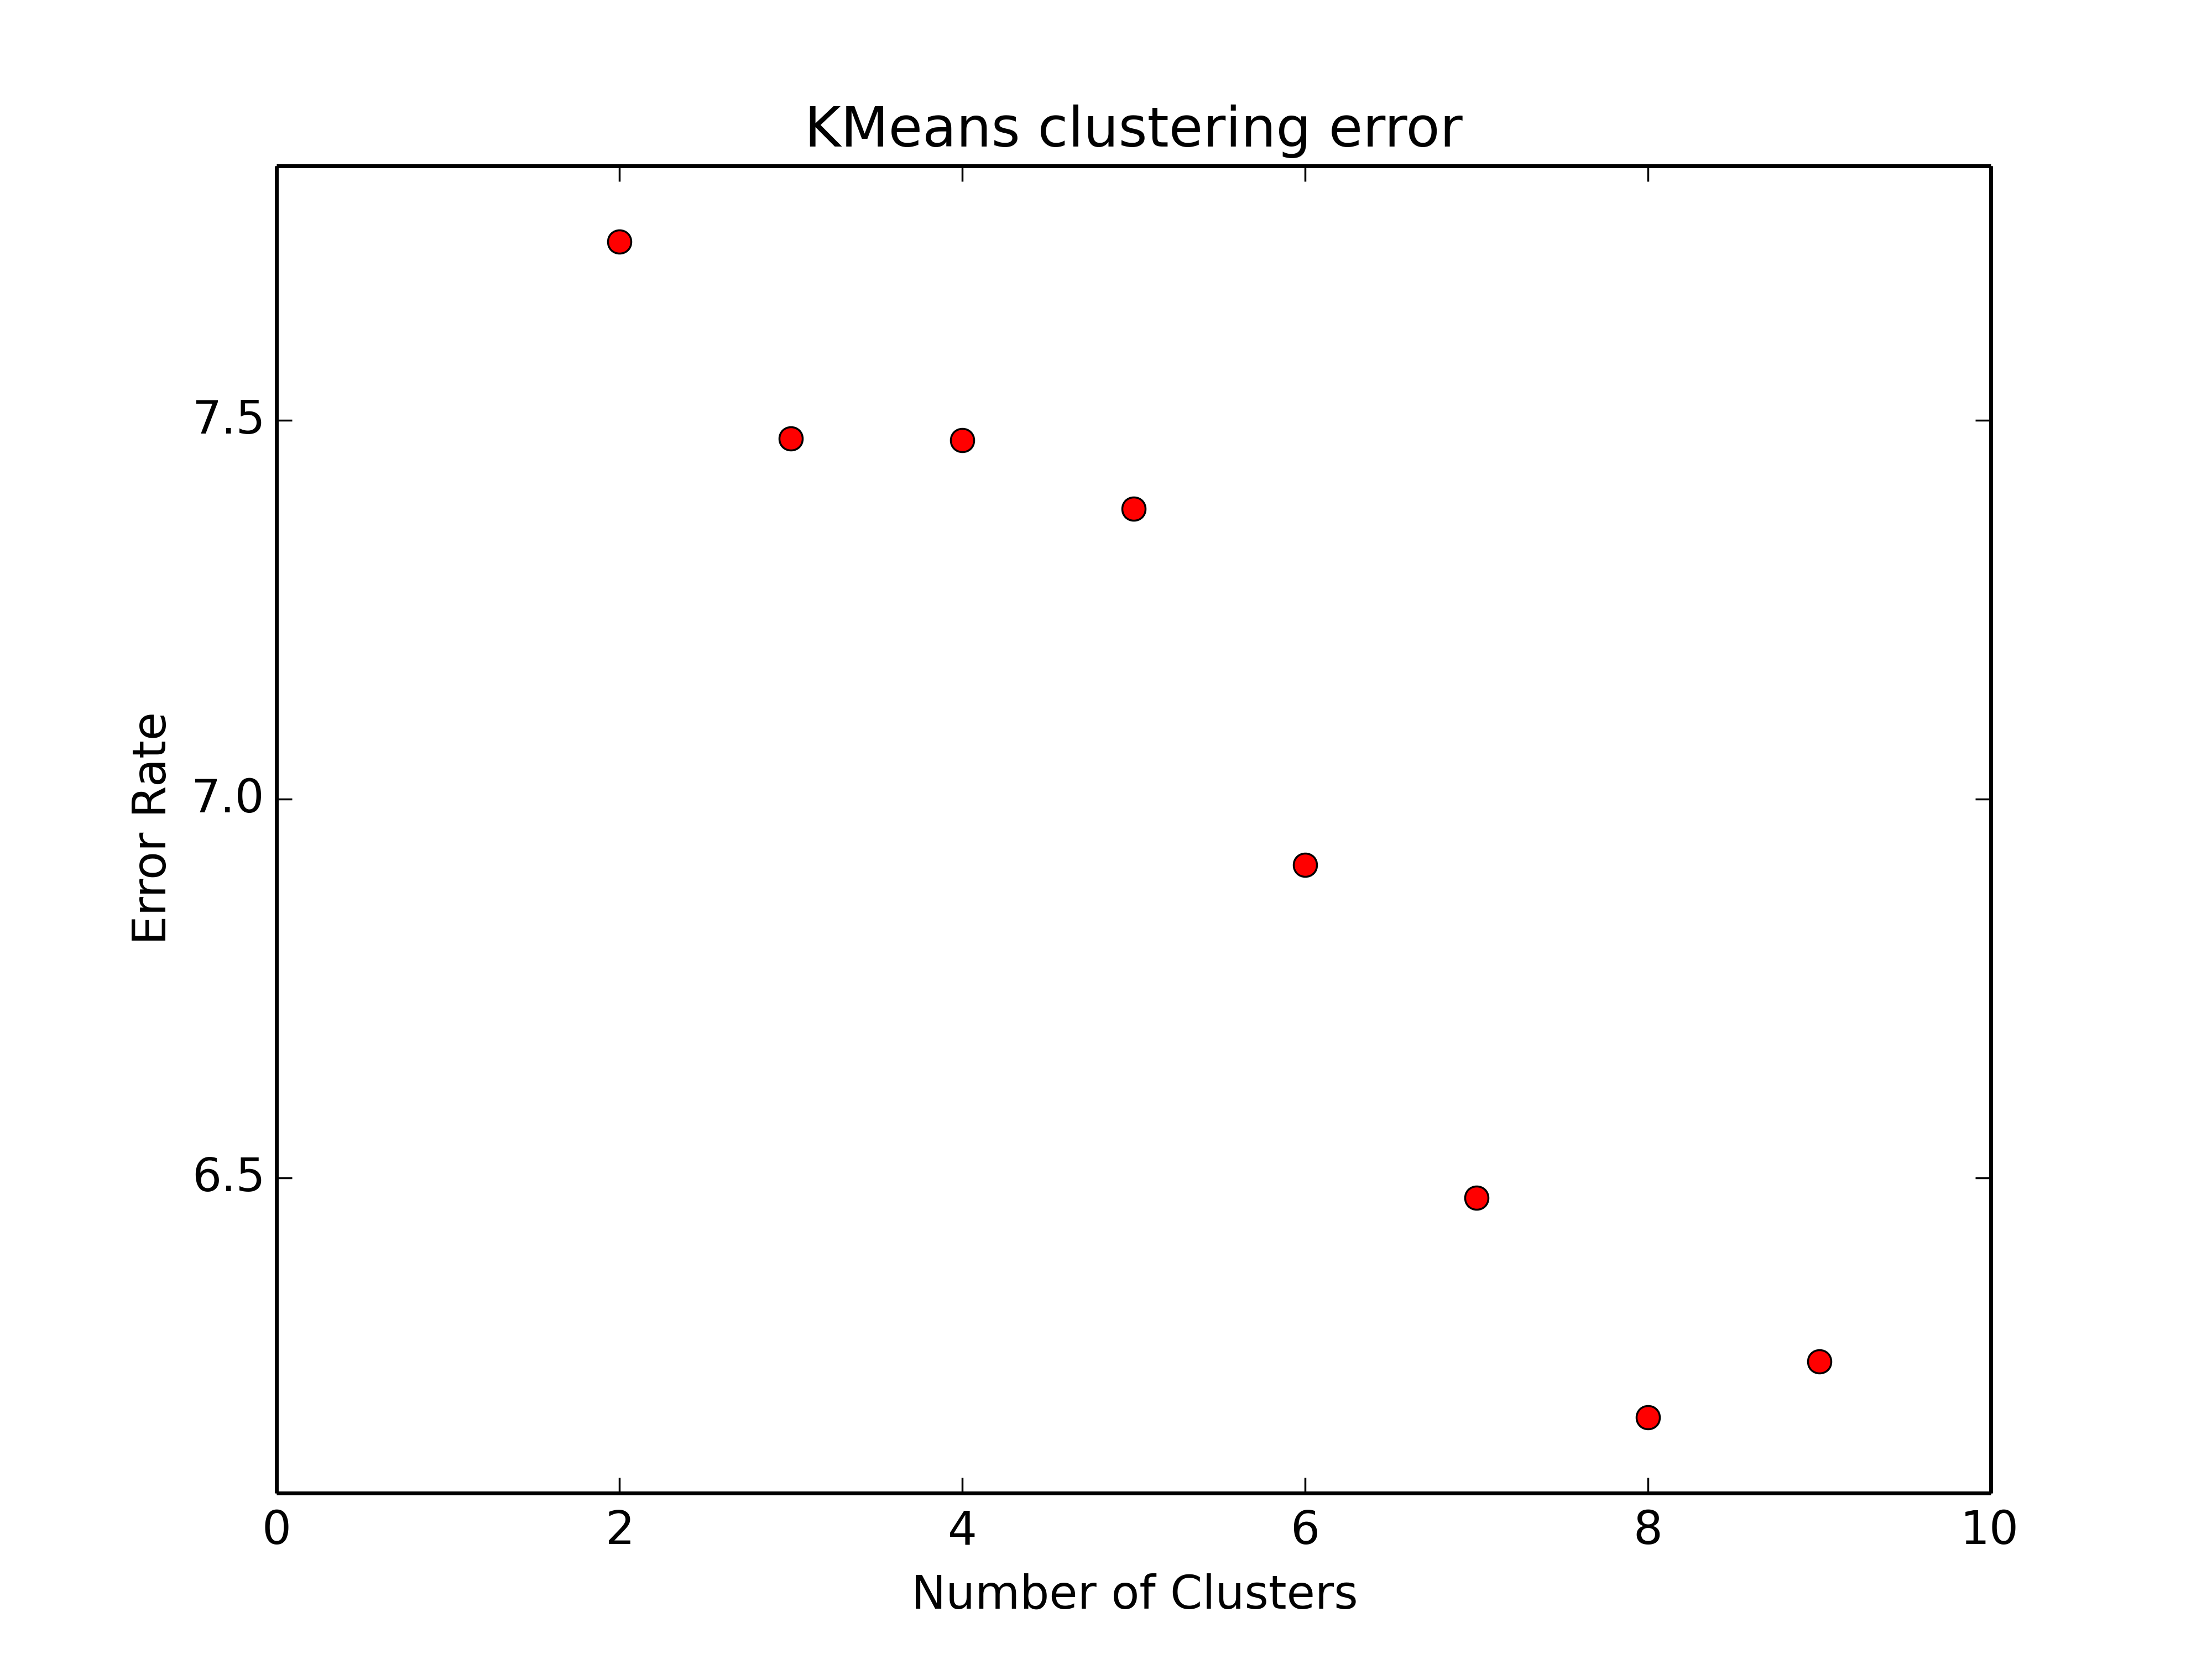 KMeans clustering error
7.5
7.0
6.5
Error Rate
0 2 4 6 8 10
Number of Clusters